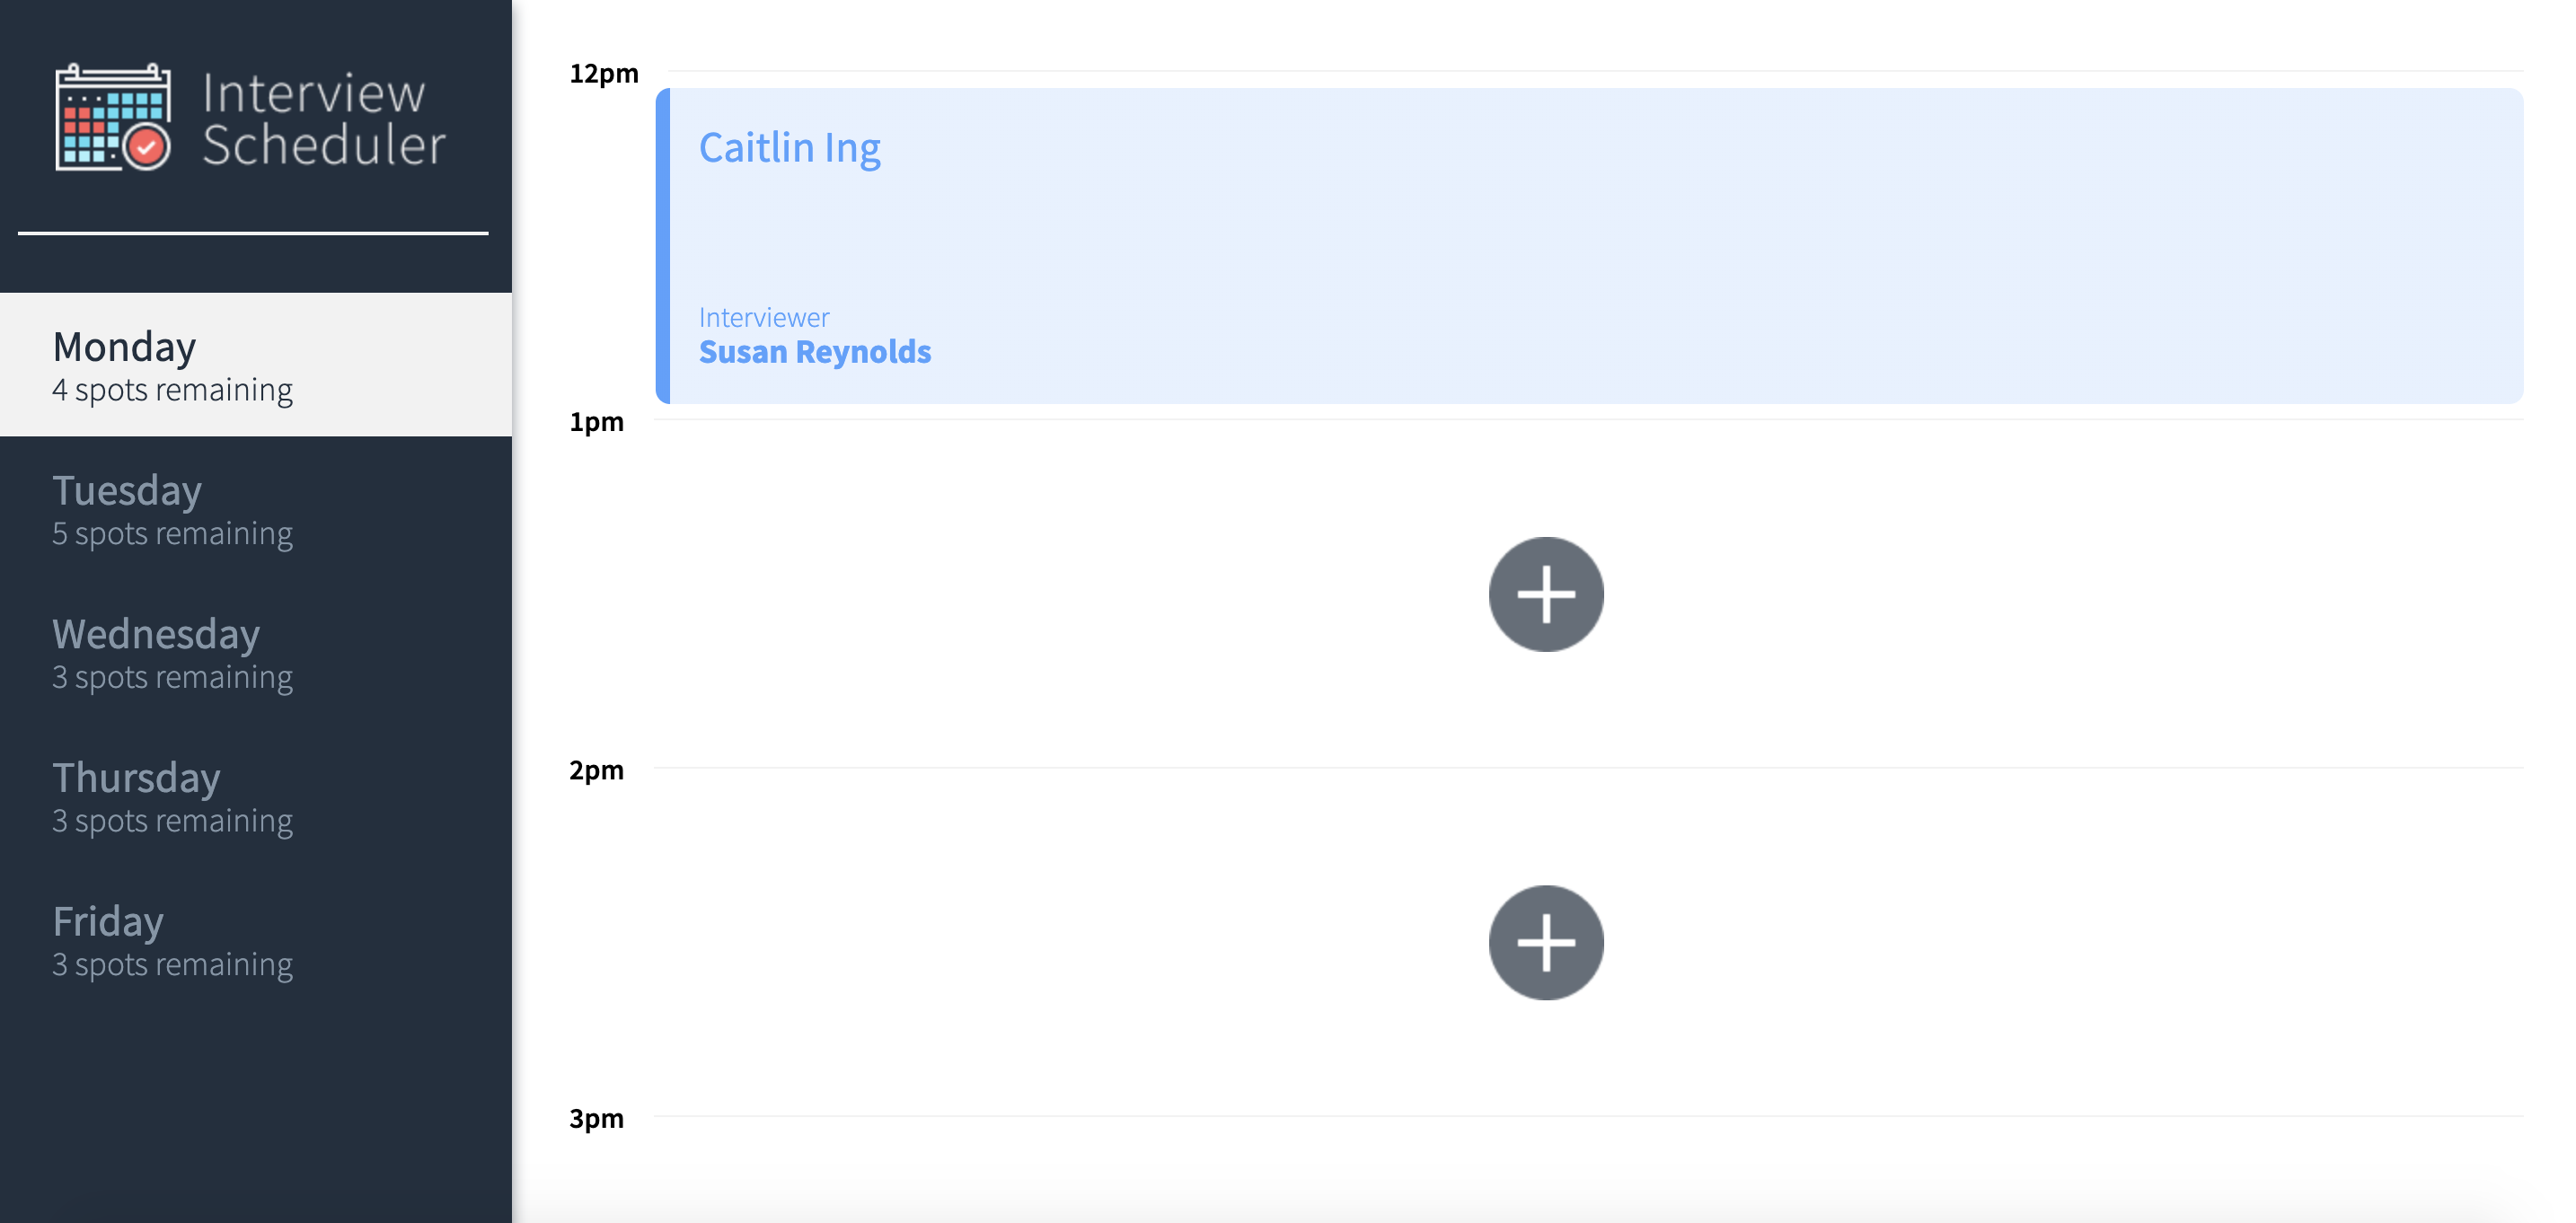 Interview
Scheduler
Monday
4 spots remaining
Tuesday
5 spots remaining
Wednesday
3 spots remaining
Thursday
3 spots remaining
Friday
3 spots remaining
12pm
Caitlin Ing
Interviewer
Susan Reynolds
1pm
2pm
3pm